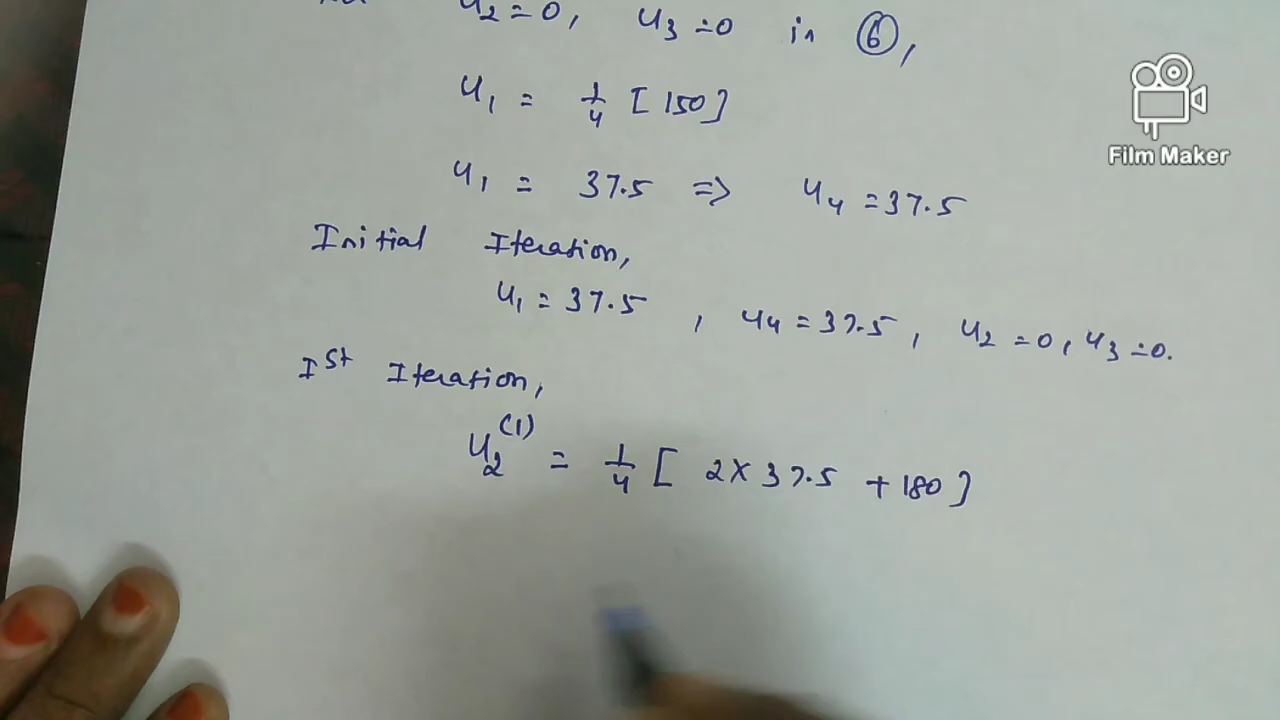 u₂ = 0, u₃ = 0 in ⑥,
u₁ = 1/4 [150]
Film Maker
u₁ = 37.5 => u₄ = 37.5
Initial Iteration,
u₁ = 37.5, u₄ = 37.5, u₂ = 0, u₃ = 0.
Iˢᵗ Iteration,
u₂⁽¹⁾ = 1/4 [2 × 37.5 + 180]